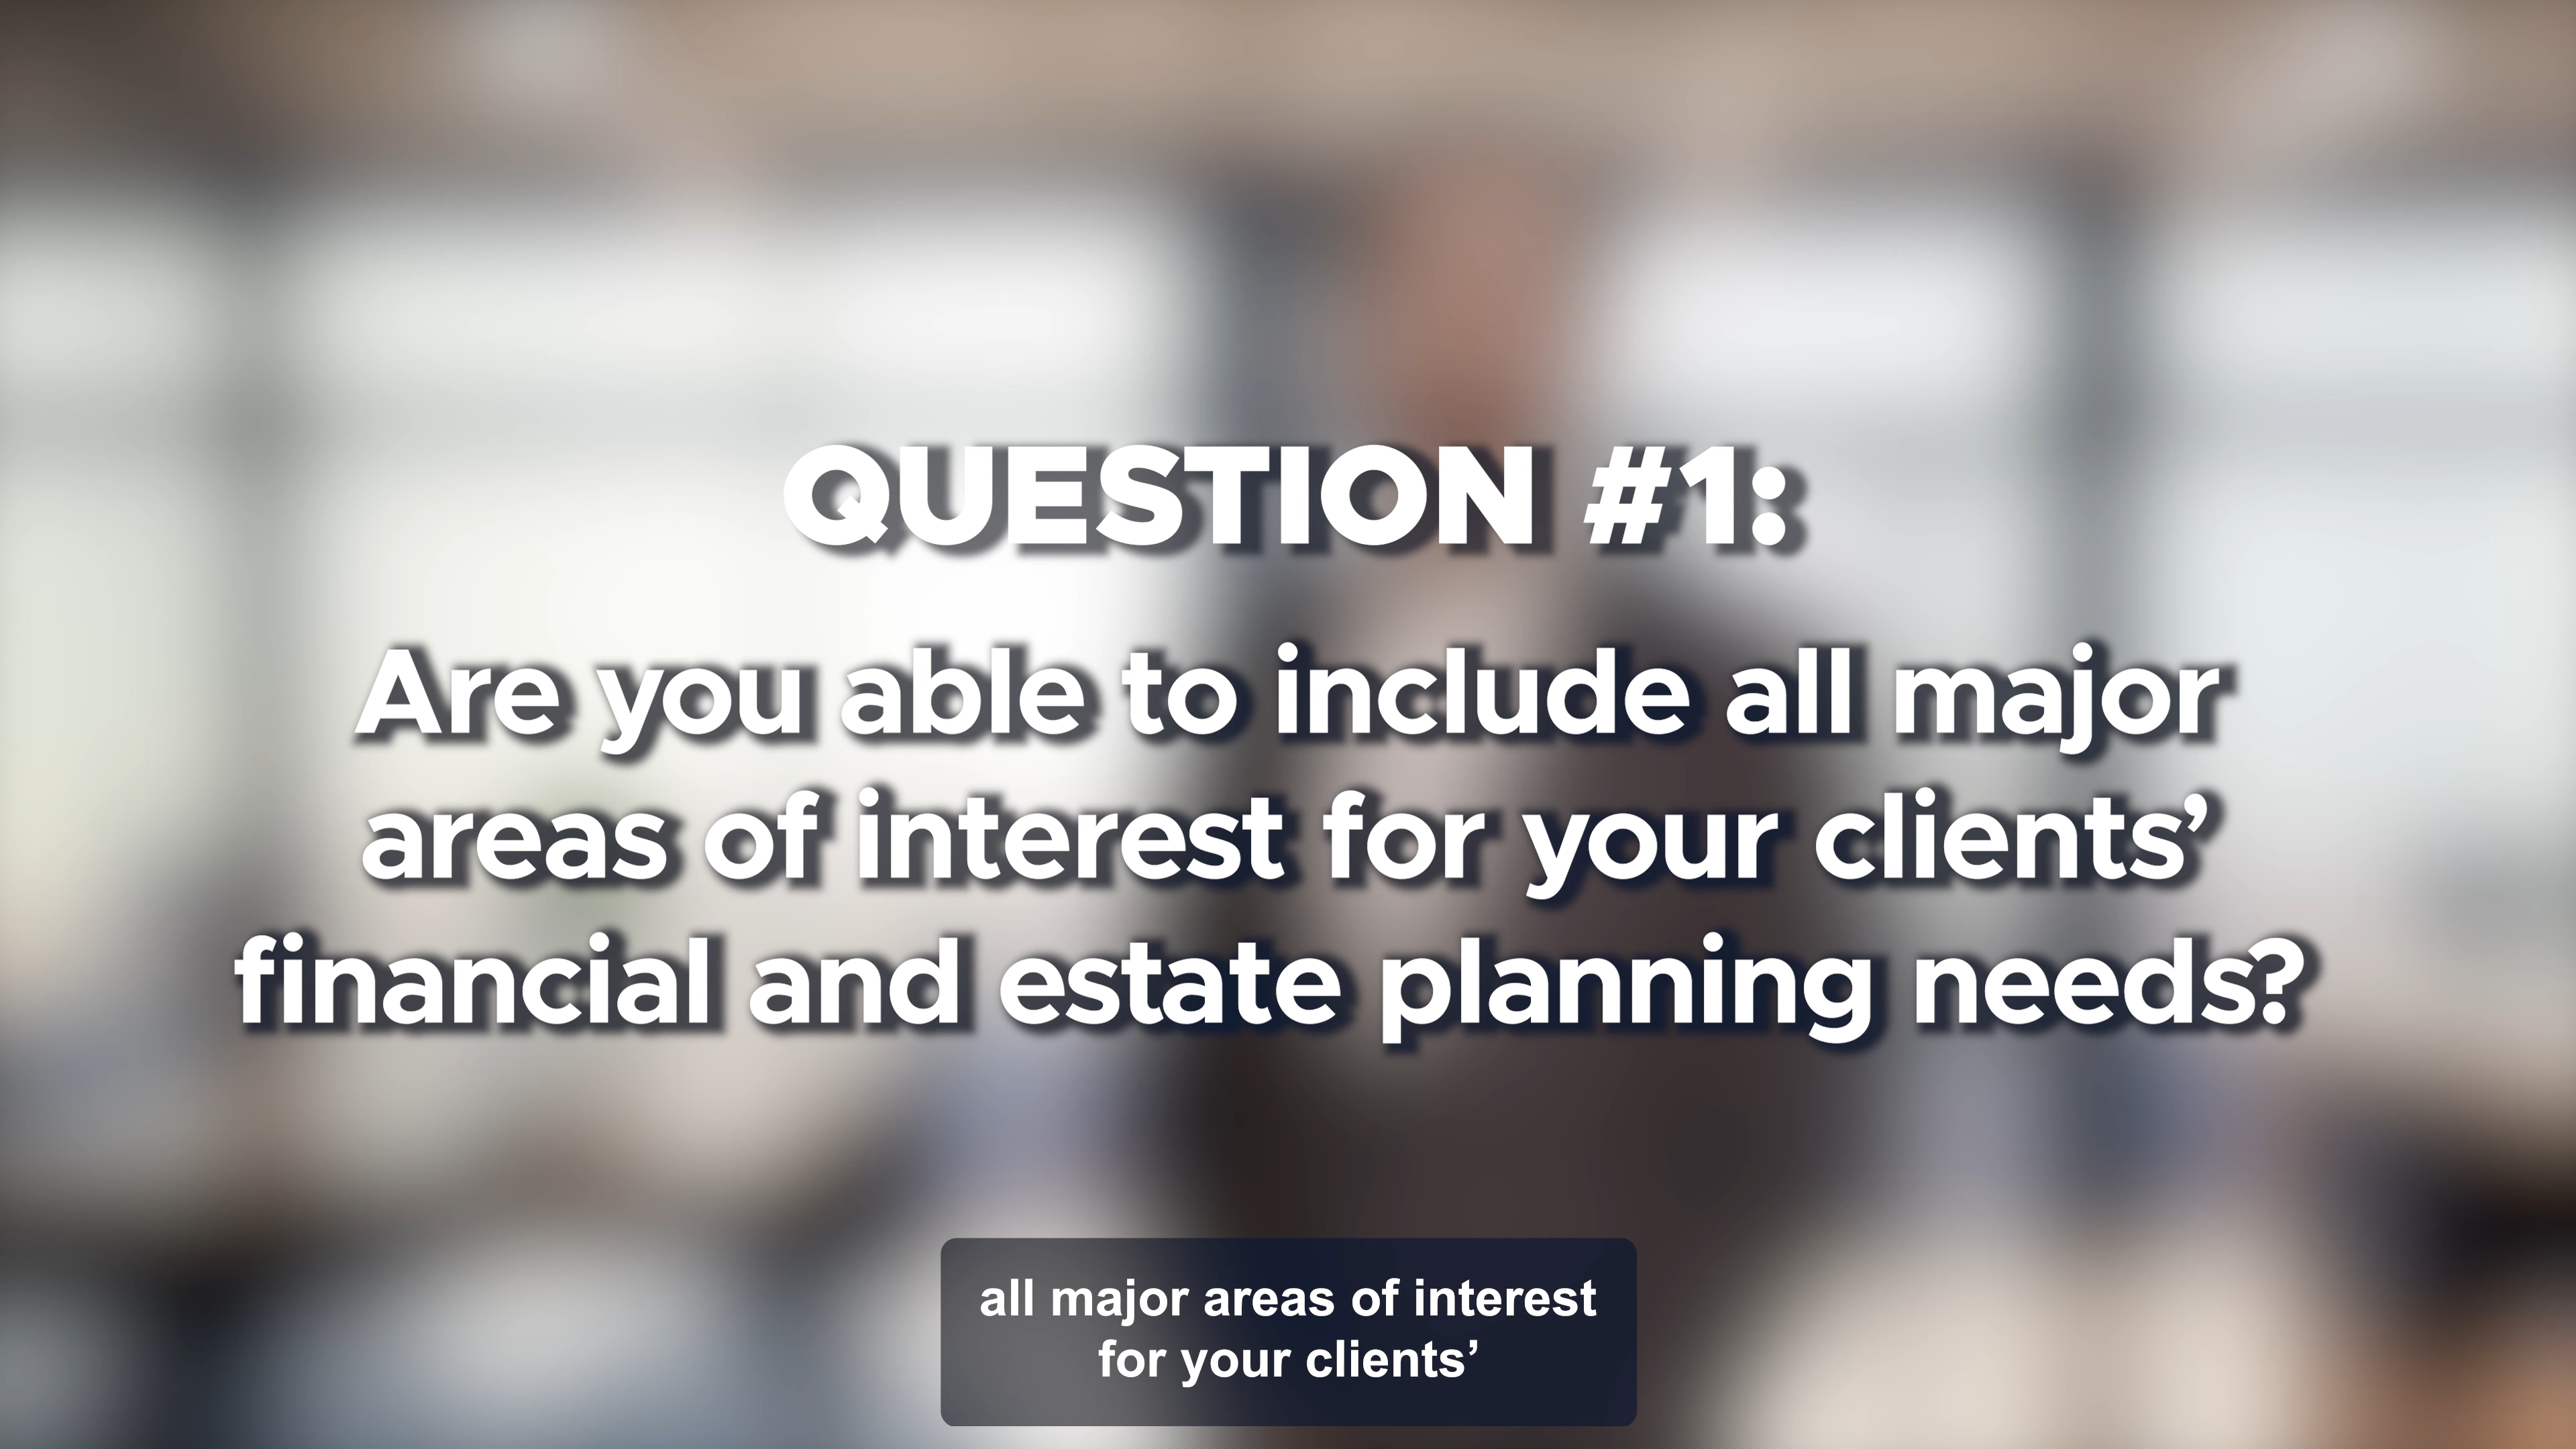 QUESTION #1:
Are you able to include all major
areas of interest for your clients’
financial and estate planning needs?
all major areas of interest
for your clients’